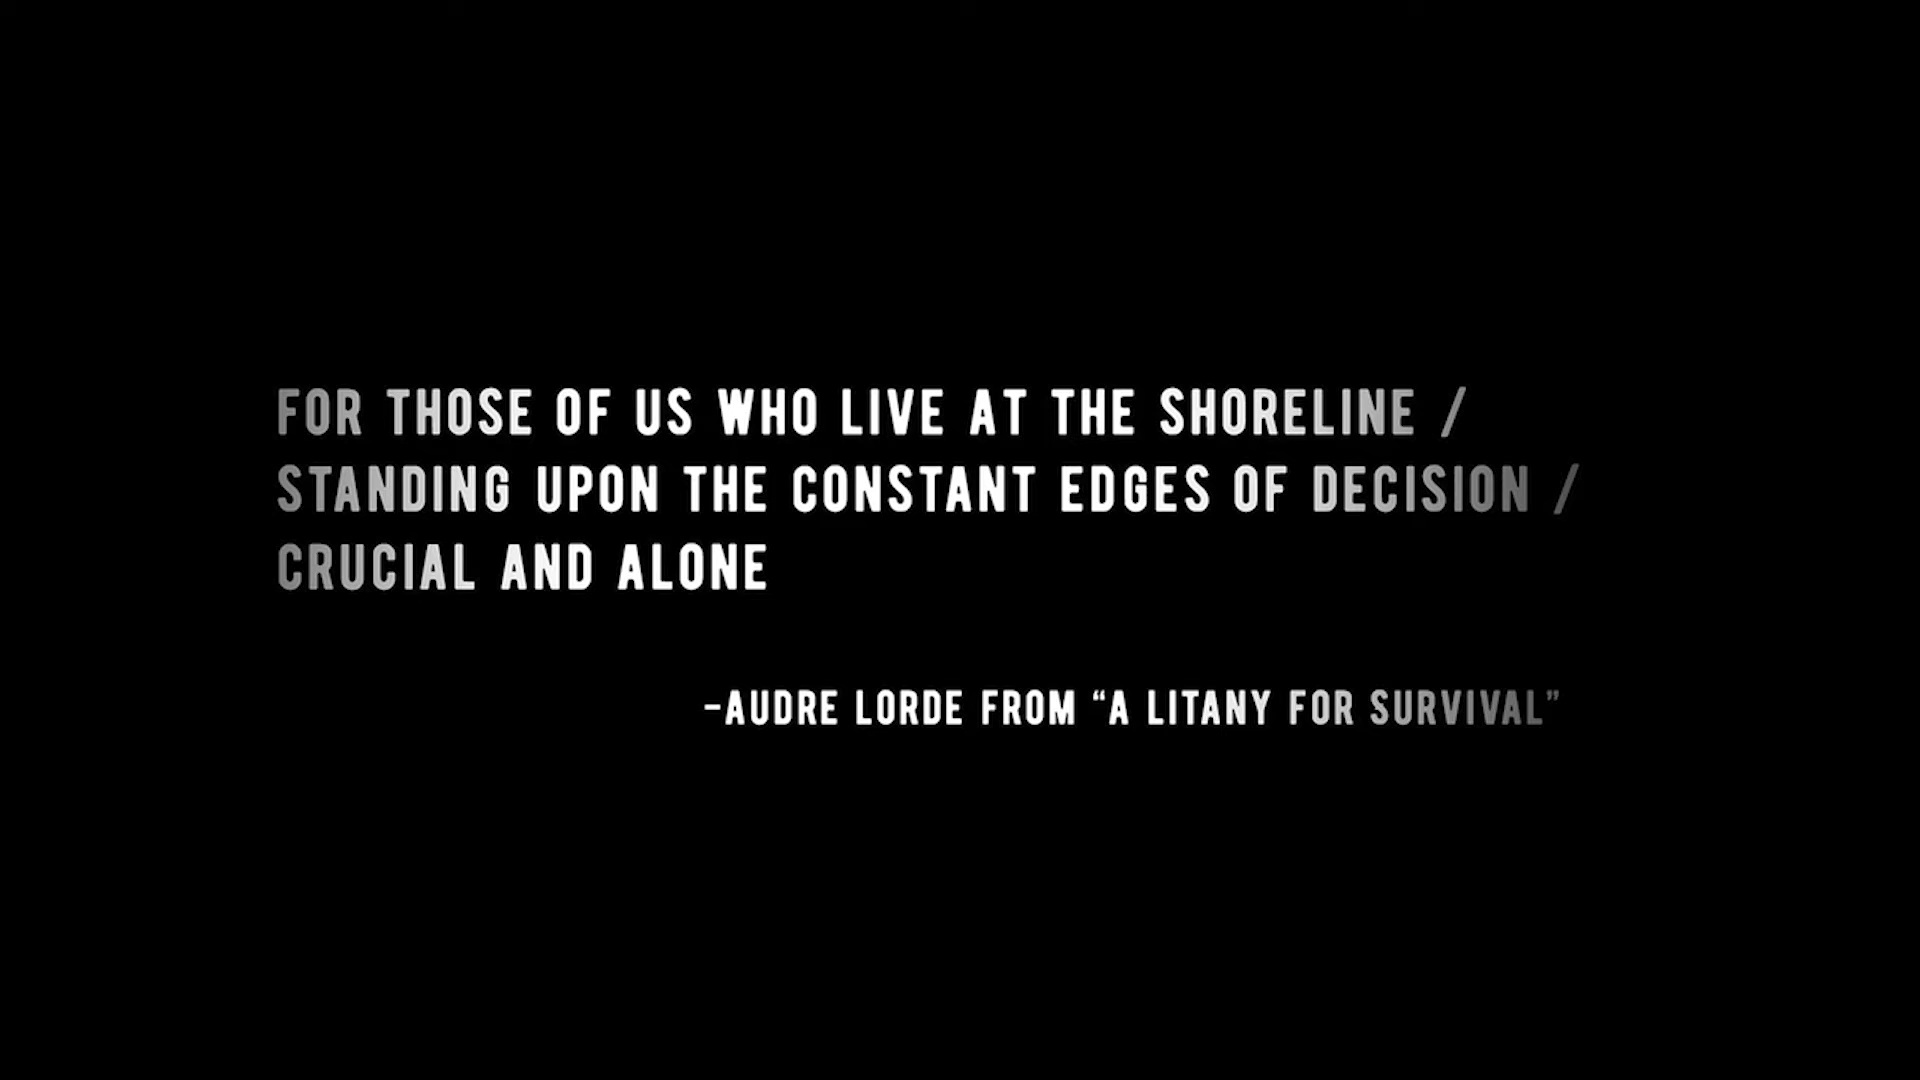 FOR THOSE OF US WHO LIVE AT THE SHORELINE /
STANDING UPON THE CONSTANT EDGES OF DECISION /
CRUCIAL AND ALONE
-AUDRE LORDE FROM “A LITANY FOR SURVIVAL”